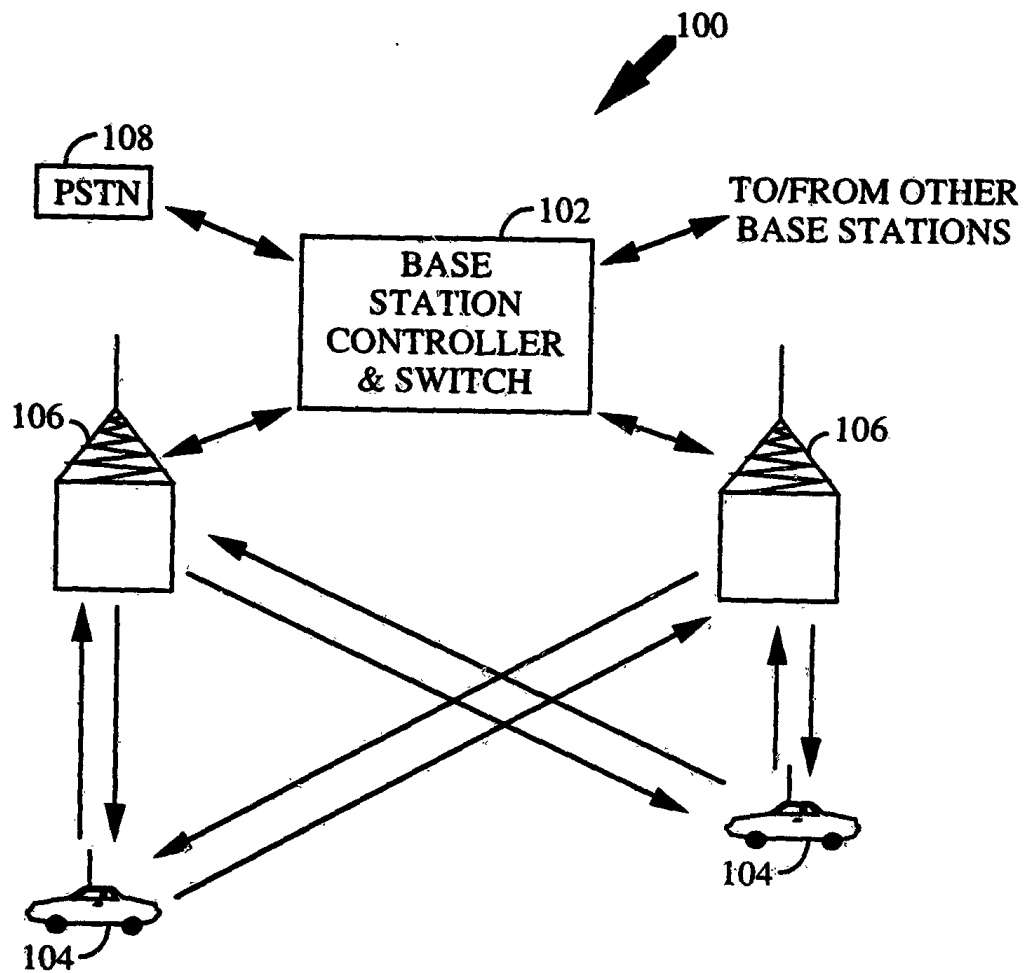 100
108
PSTN
102
TO/FROM OTHER
BASE STATIONS
BASE
STATION
CONTROLLER
& SWITCH
106
106
104
104